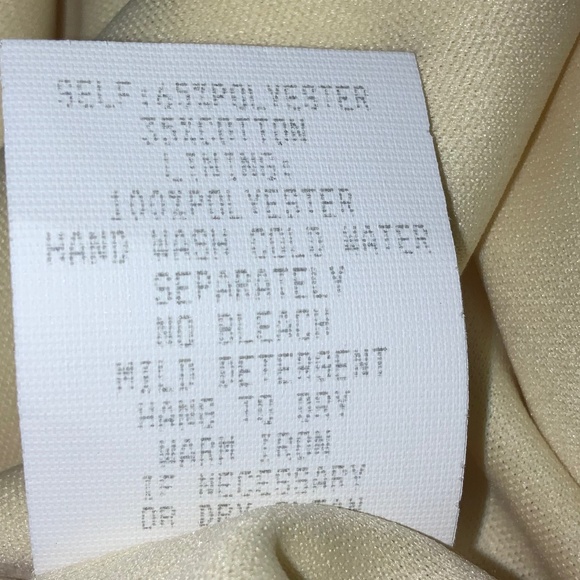 SELF:65%POLYESTER
35%COTTON
LINING:
100%POLYESTER
HAND WASH COLD WATER
SEPARATELY
NO BLEACH
MILD DETERGENT
HANG TO DRY
WARM IRON
IF NECESSARY
OR DRY CLEAN